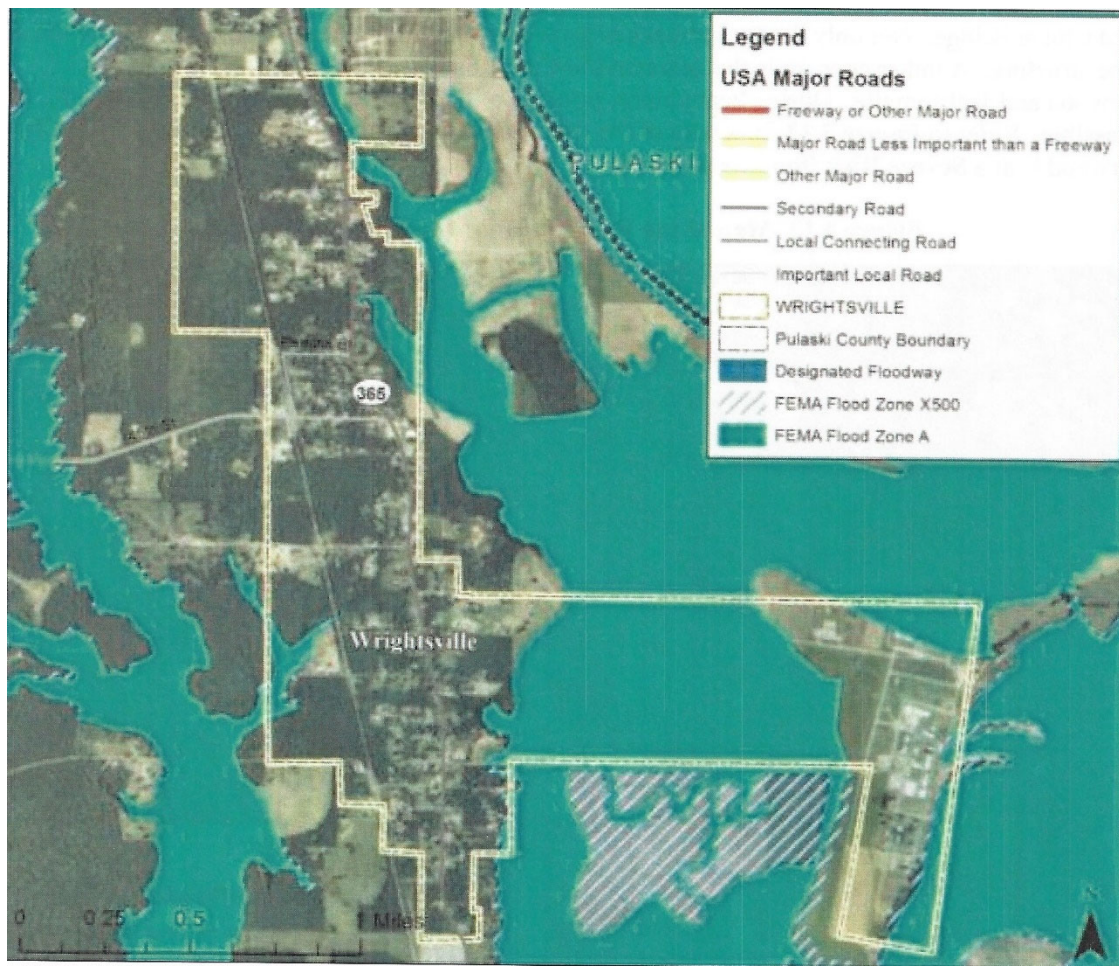 Legend
USA Major Roads
Freeway or Other Major Road
Major Road Less Important than a Freeway
Other Major Road
Secondary Road
Local Connecting Road
Important Local Road
WRIGHTSVILLE
Pulaski County Boundary
Designated Floodway
FEMA Flood Zone X500
FEMA Flood Zone A
PULASKI
365
Wrightsville
0 0.25 0.5 1 Miles
N